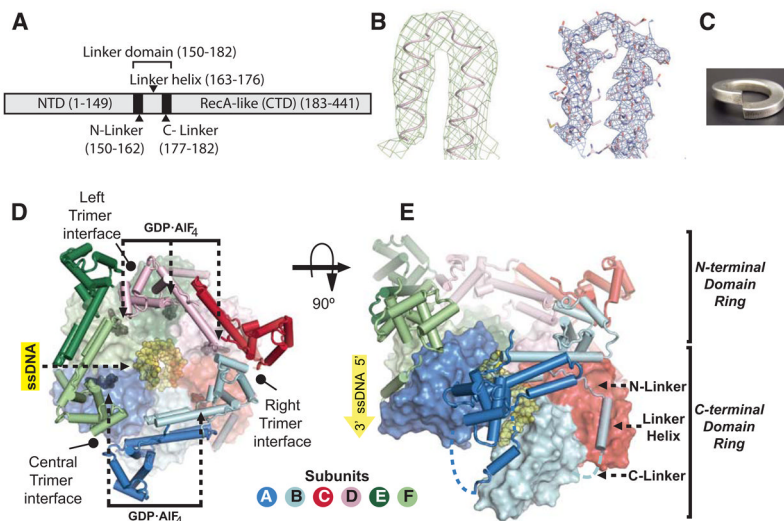 A
Linker domain (150-182)
Linker helix (163-176)
NTD (1-149)
RecA-like (CTD) (183-441)
N-Linker
(150-162)
C- Linker
(177-182)
B
C
D
Left
Trimer
interface
GDP·AlF4
ssDNA
Right
Trimer
interface
Central
Trimer
interface
GDP·AlF4
90º
Subunits
A B C D E F
E
N-terminal
Domain
Ring
3' ssDNA 5'
N-Linker
Linker
Helix
C-Linker
C-terminal
Domain
Ring